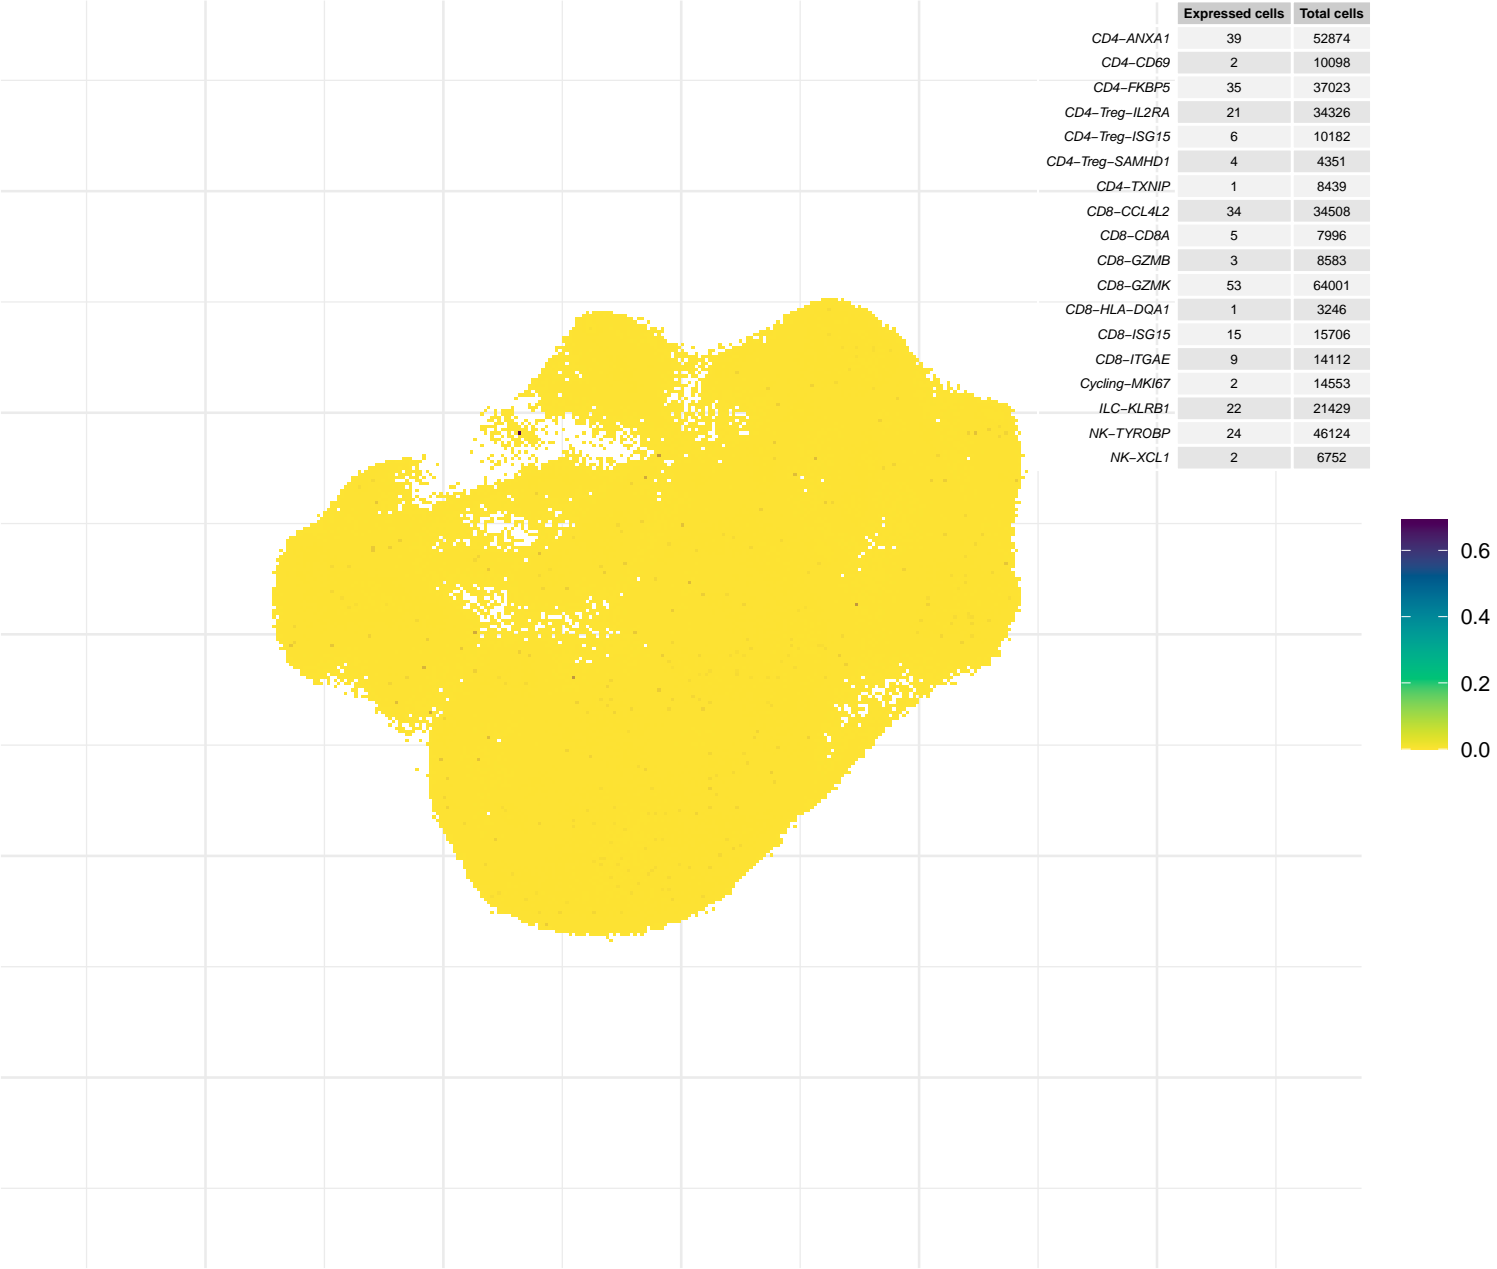 Expressed cells Total cells
CD4−ANXA1 39 52874
CD4−CD69 2 10098
CD4−FKBP5 35 37023
CD4−Treg−IL2RA 21 34326
CD4−Treg−ISG15 6 10182
CD4−Treg−SAMHD1 4 4351
CD4−TXNIP 1 8439
CD8−CCL4L2 34 34508
CD8−CD8A 5 7996
CD8−GZMB 3 8583
CD8−GZMK 53 64001
CD8−HLA−DQA1 1 3246
CD8−ISG15 15 15706
CD8−ITGAE 9 14112
Cycling−MKI67 2 14553
ILC−KLRB1 22 21429
NK−TYROBP 24 46124
NK−XCL1 2 6752
0.6
0.4
0.2
0.0